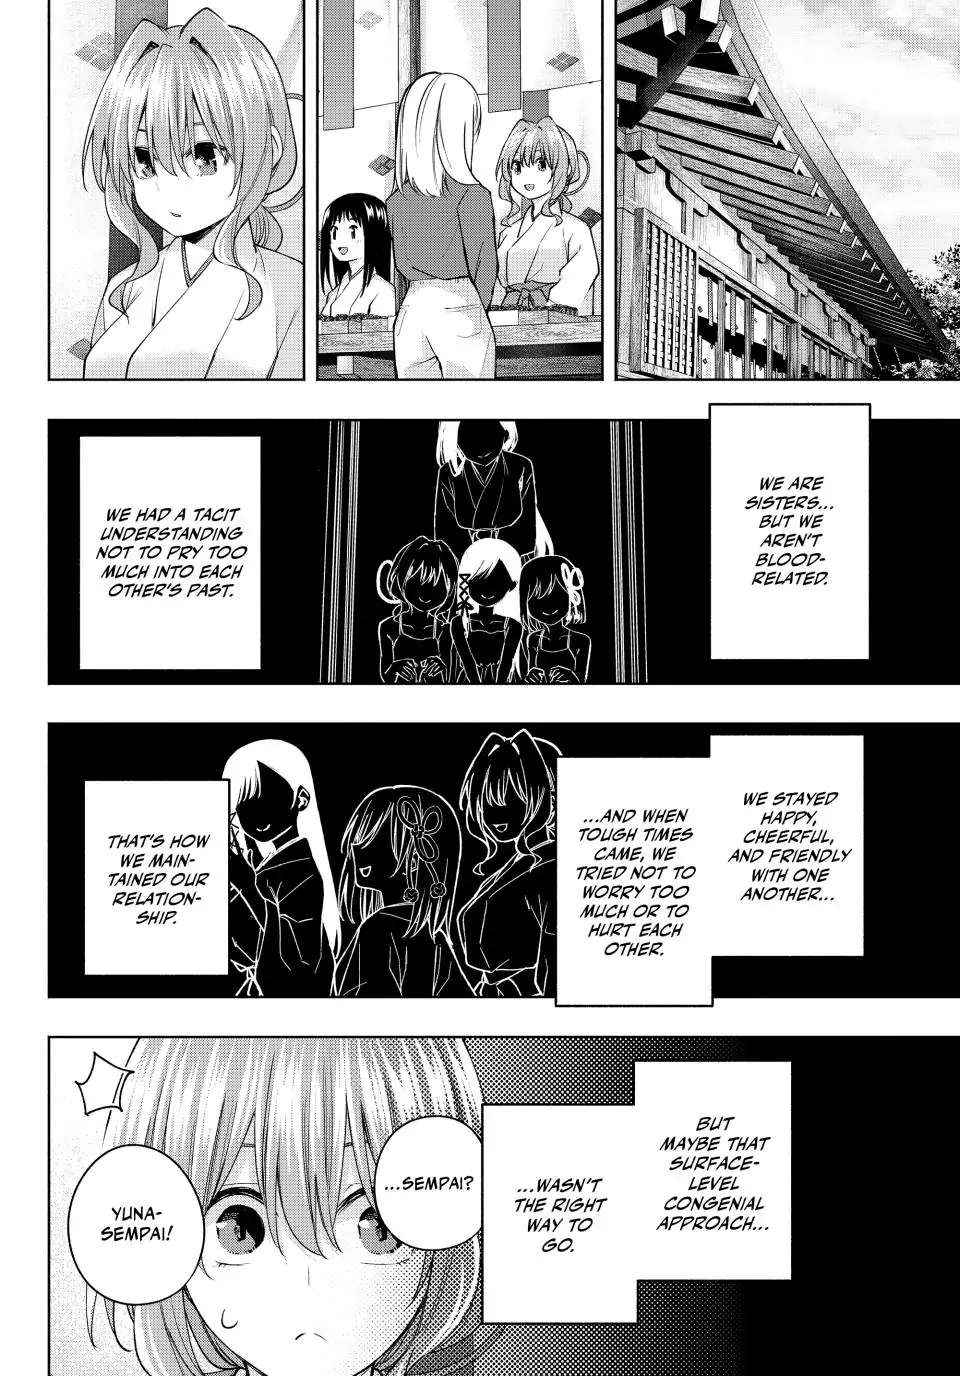 WE ARE
SISTERS...
BUT WE
AREN'T
BLOOD-
RELATED.
WE HAD A TACIT
UNDERSTANDING
NOT TO PRY TOO
MUCH INTO EACH
OTHER'S PAST.
WE STAYED
HAPPY,
CHEERFUL,
AND FRIENDLY
WITH ONE
ANOTHER...
...AND WHEN
TOUGH TIMES
CAME, WE
TRIED NOT TO
WORRY TOO
MUCH OR TO
HURT EACH
OTHER.
THAT'S HOW
WE MAIN-
TAINED OUR
RELATION-
SHIP.
BUT
MAYBE THAT
SURFACE-
LEVEL
CONGENIAL
APPROACH...
...WASN'T
THE RIGHT
WAY TO
GO.
...SEMPAI?
YUNA-
SEMPAI!